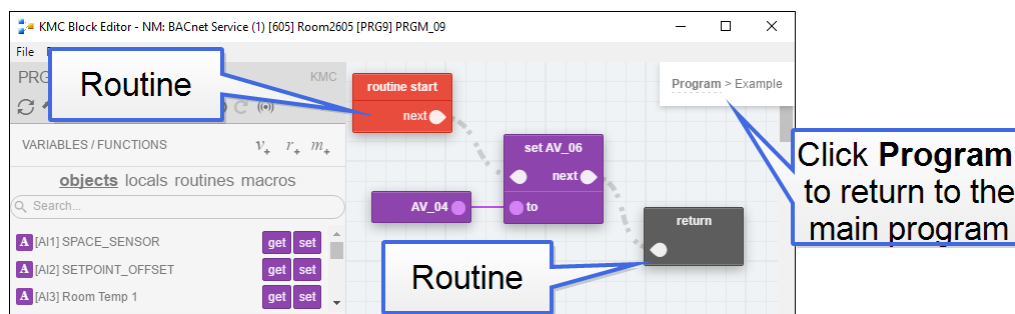 KMC Block Editor - NM: BACnet Service (1) [605] Room2605 [PRG9] PRGM_09
File
PRG
KMC
Routine
VARIABLES / FUNCTIONS
v+ r+ m+
objects locals routines macros
Search...
[AI1] SPACE_SENSOR
get set
[AI2] SETPOINT_OFFSET
get set
[AI3] Room Temp 1
get set
routine start
next
set AV_06
next
to
AV_04
return
Routine
Program > Example
Click Program
to return to the
main program